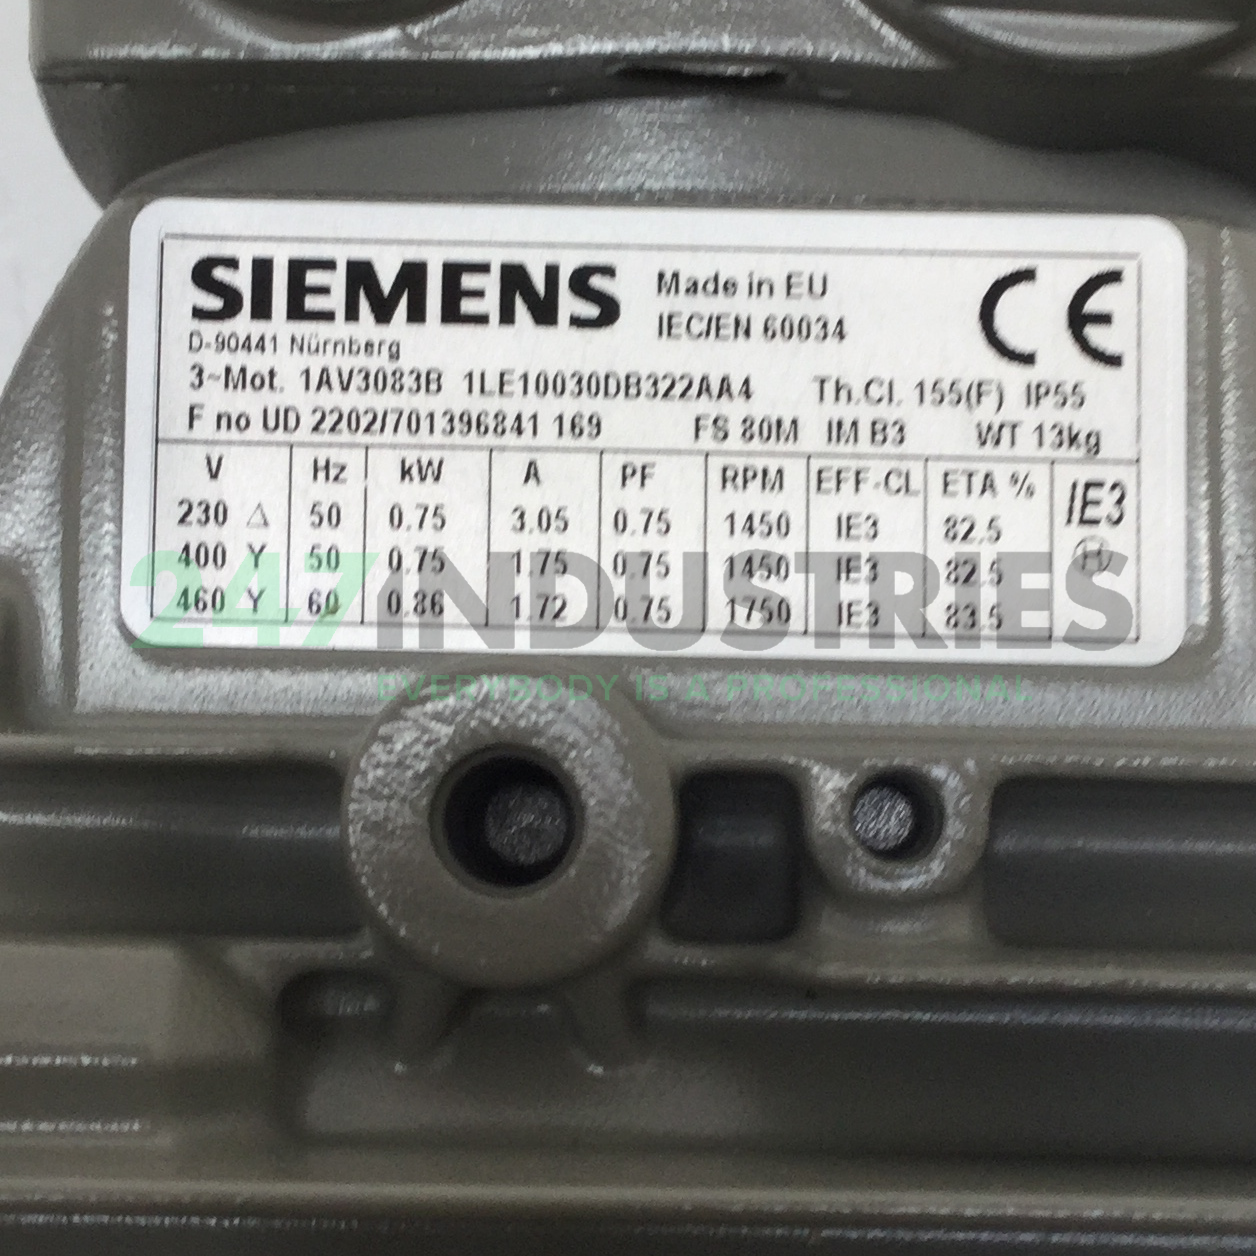 SIEMENS
Made in EU
IEC/EN 60034
CE
D-90441 Nürnberg
3~Mot. 1AV3083B 1LE10030DB322AA4 Th.Cl. 155(F) IP55
F no UD 2202/701396841 169 FS 80M IM B3 WT 13kg
V Hz kW A PF RPM EFF-CL ETA % IE3
230 Δ 50 0.75 3.05 0.75 1450 IE3 82.5
400 Y 50 0.75 1.75 0.75 1450 IE3 82.5
460 Y 60 0.86 1.72 0.75 1750 IE3 83.5
247INDUSTRIES
EVERYBODY IS A PROFESSIONAL